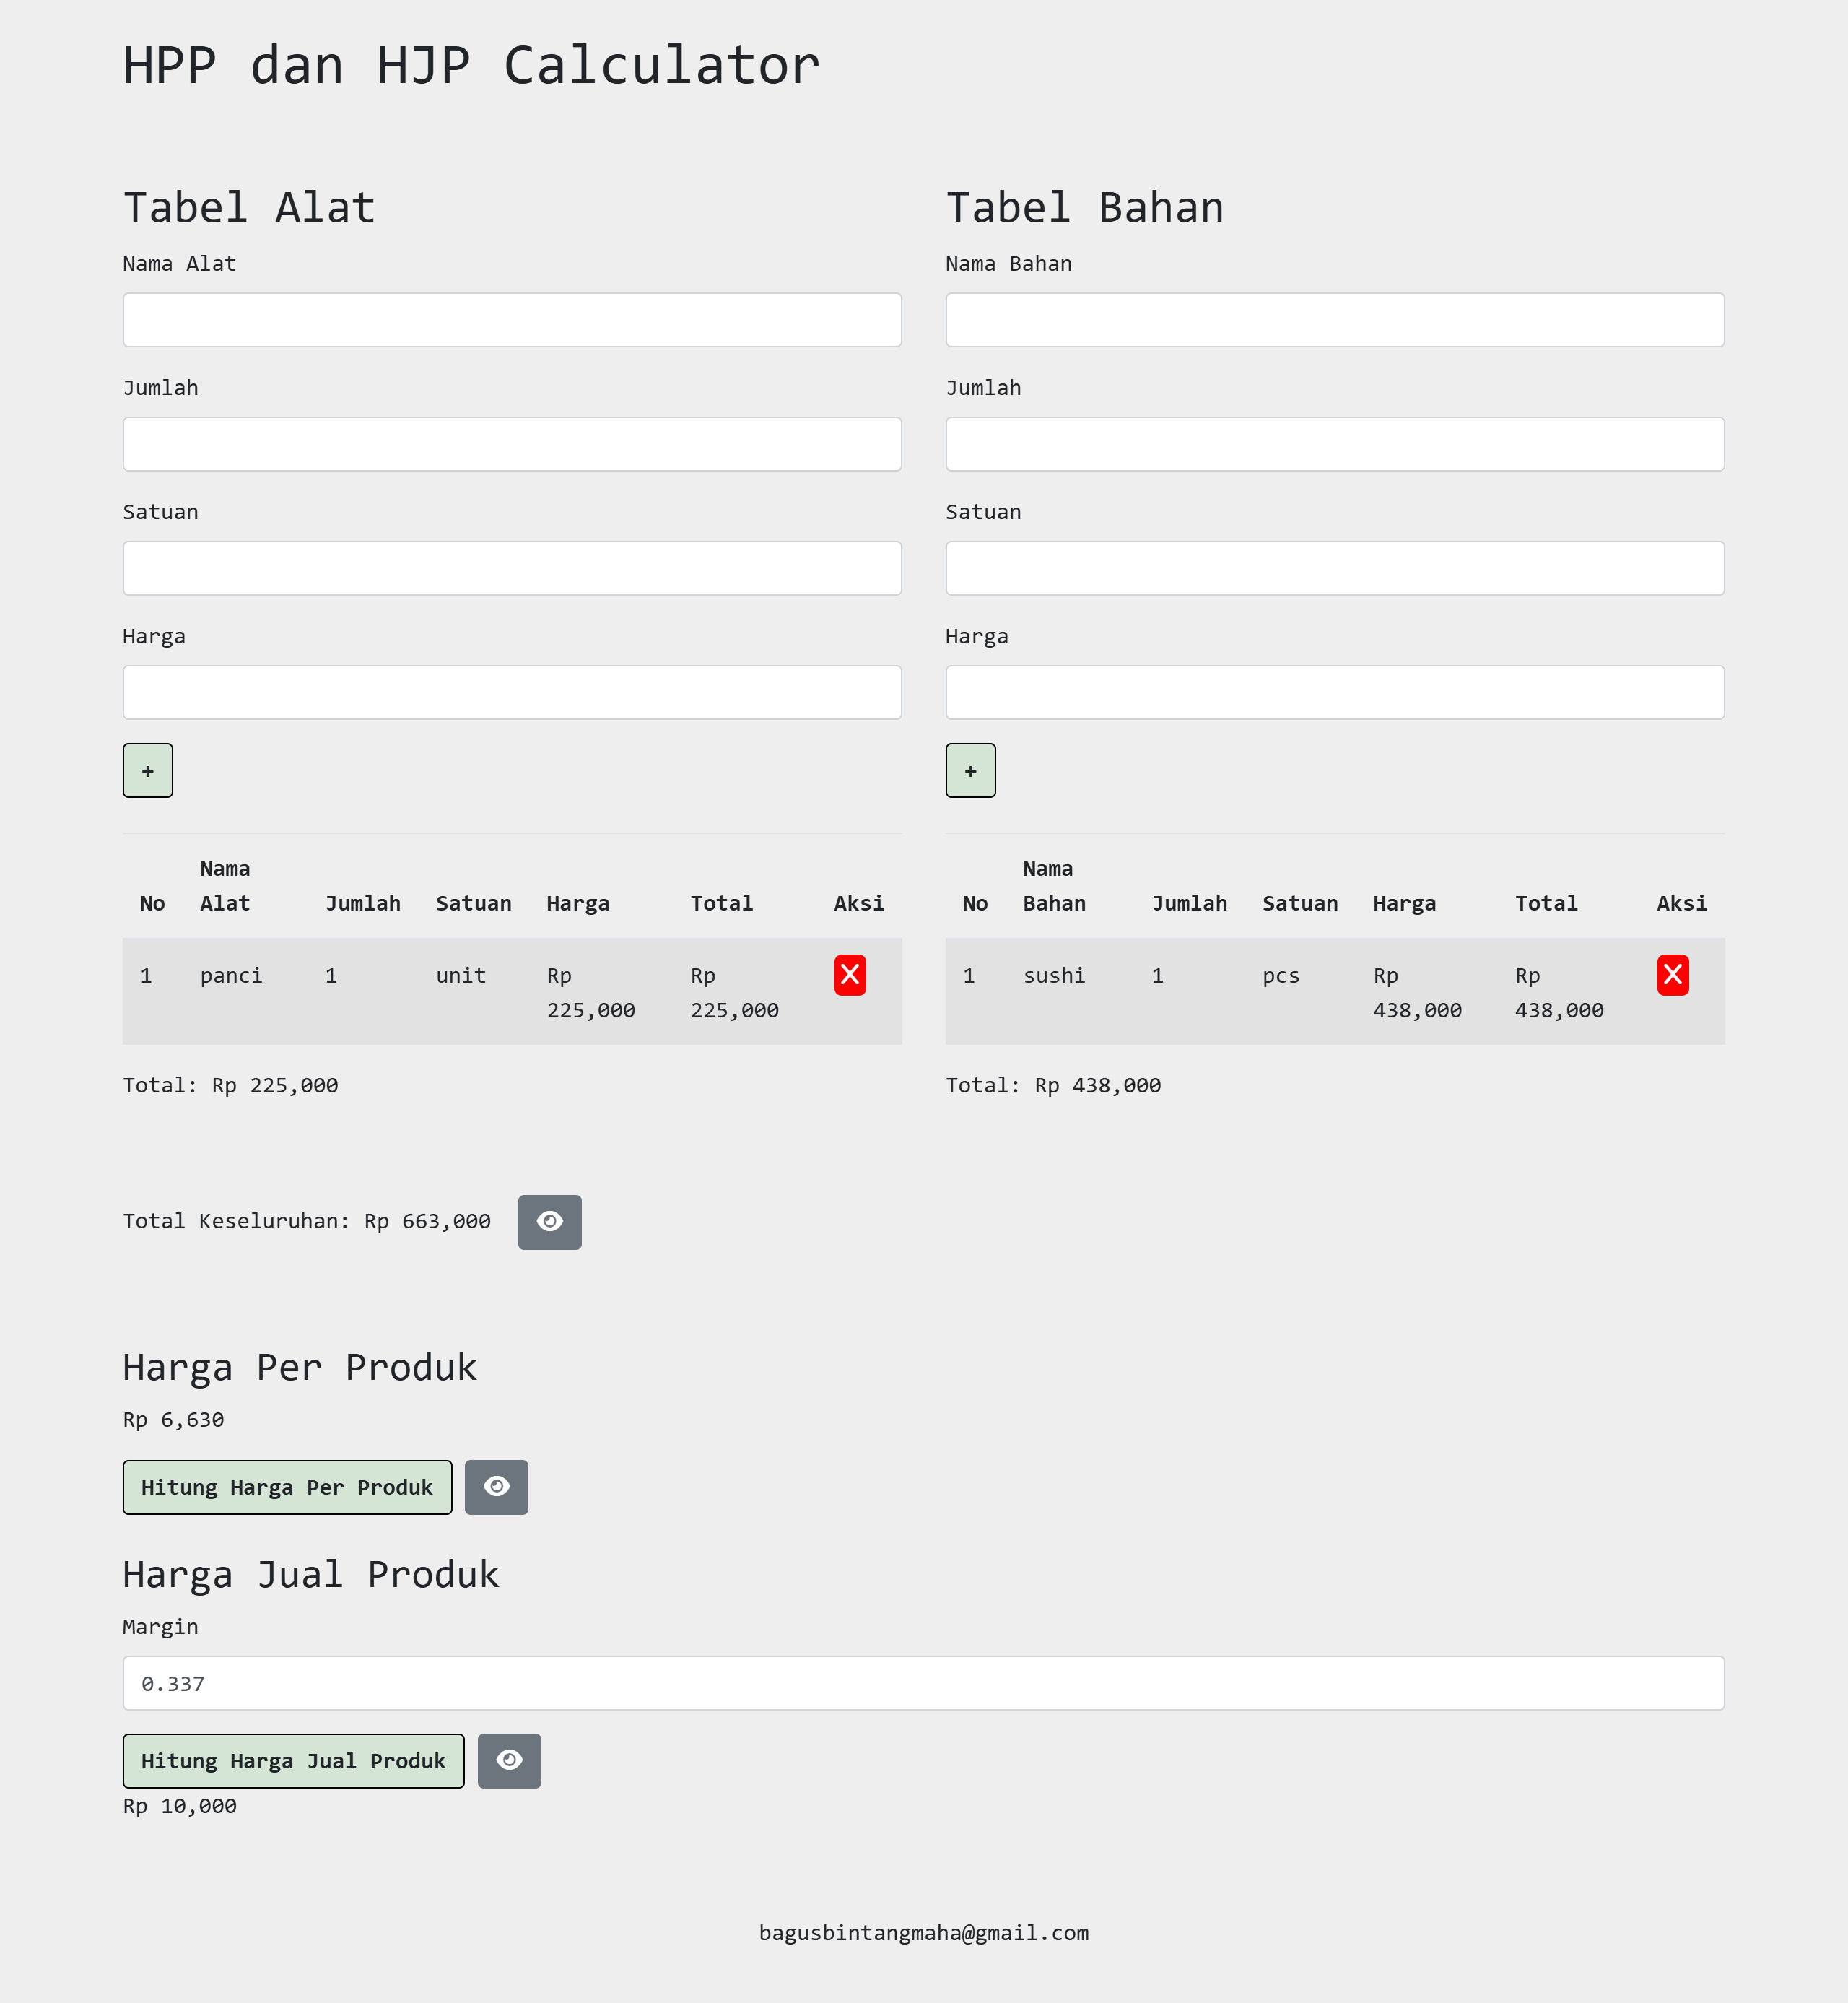 HPP dan HJP Calculator
Tabel Alat
Nama Alat
Jumlah
Satuan
Harga
+
No Nama Alat Jumlah Satuan Harga Total Aksi
1 panci 1 unit Rp 225,000 Rp 225,000 X
Total: Rp 225,000
Tabel Bahan
Nama Bahan
Jumlah
Satuan
Harga
+
No Nama Bahan Jumlah Satuan Harga Total Aksi
1 sushi 1 pcs Rp 438,000 Rp 438,000 X
Total: Rp 438,000
Total Keseluruhan: Rp 663,000
Harga Per Produk
Rp 6,630
Hitung Harga Per Produk
Harga Jual Produk
Margin
0.337
Hitung Harga Jual Produk
Rp 10,000
bagusbintangmaha@gmail.com